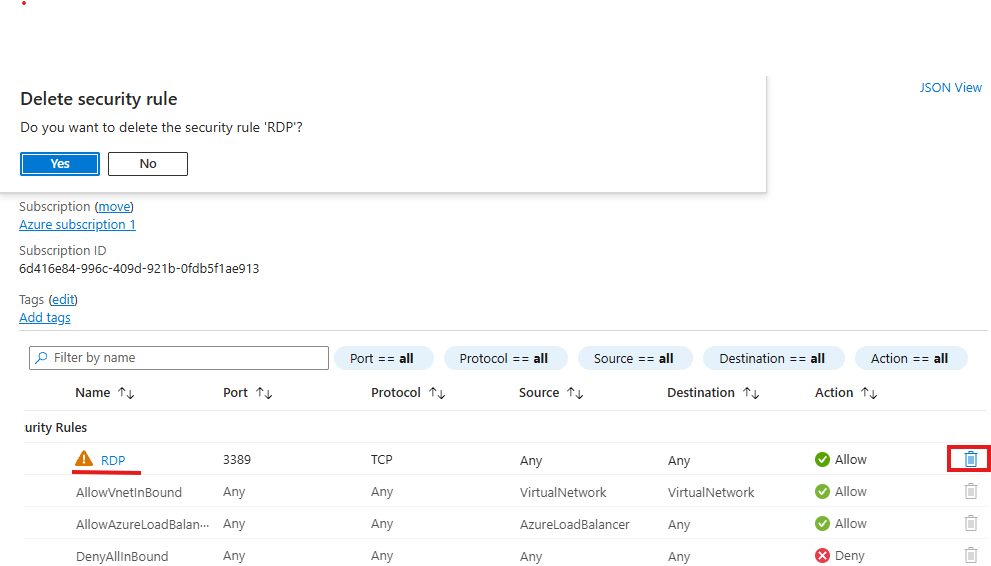 JSON View
Delete security rule
Do you want to delete the security rule 'RDP'?
Yes No
Subscription (move)
Azure subscription 1
Subscription ID
6d416e84-996c-409d-921b-0fdb5f1ae913
Tags (edit)
Add tags
Filter by name Port == all Protocol == all Source == all Destination == all Action == all
Name Port Protocol Source Destination Action
urity Rules
RDP 3389 TCP Any Any Allow
AllowVnetInBound Any Any VirtualNetwork VirtualNetwork Allow
AllowAzureLoadBalan··· Any Any AzureLoadBalancer Any Allow
DenyAllInBound Any Any Any Any Deny